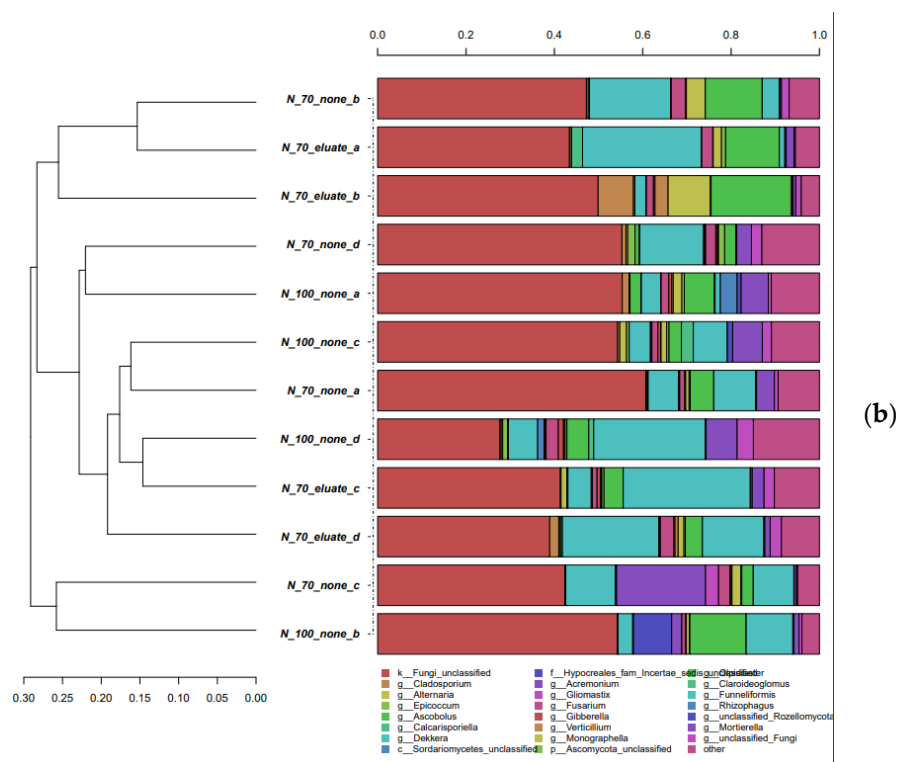 0.0 0.2 0.4 0.6 0.8 1.0
N_70_none_b
N_70_eluate_a
N_70_eluate_b
N_70_none_d
N_100_none_a
N_100_none_c
N_70_none_a
N_100_none_d
N_70_eluate_c
N_70_eluate_d
N_70_none_c
N_100_none_b
(b)
0.30 0.25 0.20 0.15 0.10 0.05 0.00
k__Fungi_unclassified
g__Cladosporium
g__Alternaria
g__Epicoccum
g__Ascobolus
g__Calcarisporiella
g__Dekkera
c__Sordariomycetes_unclassified
f__Hypocreales_fam_Incertae_sedis_unclassified
g__Acremonium
g__Gliomastix
g__Fusarium
g__Gibberella
g__Verticillium
g__Monographella
p__Ascomycota_unclassified
g__Claroideoglomus
g__Funneliformis
g__Rhizophagus
g__unclassified_Rozellomycota
g__Mortierella
g__unclassified_Fungi
other